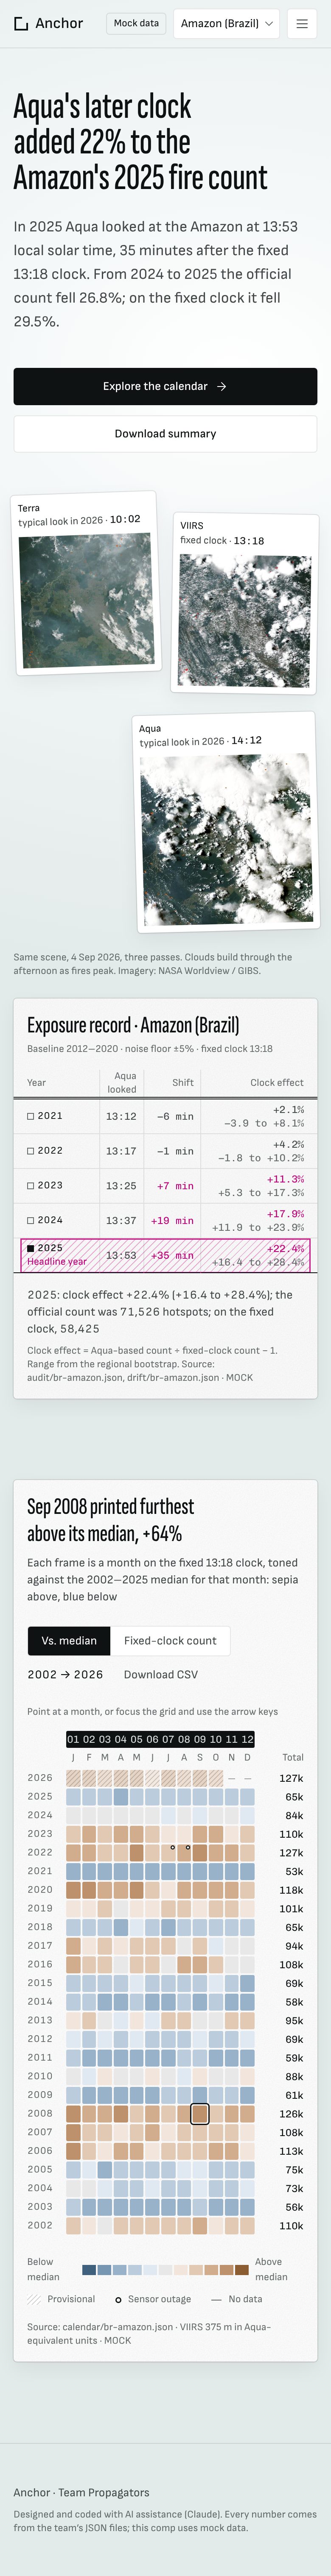 Anchor
Mock data
Amazon (Brazil)
Aqua's later clock
added 22% to the
Amazon's 2025 fire count
In 2025 Aqua looked at the Amazon at 13:53
local solar time, 35 minutes after the fixed
13:18 clock. From 2024 to 2025 the official
count fell 26.8%; on the fixed clock it fell
29.5%.
Explore the calendar →
Download summary
Terra
typical look in 2026 · 10:02
VIIRS
fixed clock · 13:18
Aqua
typical look in 2026 · 14:12
Same scene, 4 Sep 2026, three passes. Clouds build through the
afternoon as fires peak. Imagery: NASA Worldview / GIBS.
Exposure record · Amazon (Brazil)
Baseline 2012–2020 · noise floor ±5% · fixed clock 13:18
Year Aqua looked Shift Clock effect
2021 13:12 −6 min +2.1%
−3.9 to +8.1%
2022 13:17 −1 min +4.2%
−1.8 to +10.2%
2023 13:25 +7 min +11.3%
+5.3 to +17.3%
2024 13:37 +19 min +17.9%
+11.9 to +23.9%
2025 13:53 +35 min +22.4%
Headline year +16.4 to +28.4%
2025: clock effect +22.4% (+16.4 to +28.4%); the
official count was 71,526 hotspots; on the fixed
clock, 58,425
Clock effect = Aqua-based count ÷ fixed-clock count − 1.
Range from the regional bootstrap. Source:
audit/br-amazon.json, drift/br-amazon.json · MOCK
Sep 2008 printed furthest
above its median, +64%
Each frame is a month on the fixed 13:18 clock, toned
against the 2002–2025 median for that month: sepia
above, blue below
Vs. median Fixed-clock count
2002 → 2026 Download CSV
Point at a month, or focus the grid and use the arrow keys
01 02 03 04 05 06 07 08 09 10 11 12
J F M A M J J A S O N D Total
2026 — — 127k
2025 65k
2024 84k
2023 110k
2022 127k
2021 53k
2020 118k
2019 101k
2018 65k
2017 94k
2016 108k
2015 69k
2014 58k
2013 95k
2012 69k
2011 59k
2010 88k
2009 61k
2008 126k
2007 108k
2006 113k
2005 75k
2004 73k
2003 56k
2002 110k
Below median Above median
Provisional Sensor outage — No data
Source: calendar/br-amazon.json · VIIRS 375 m in Aqua-
equivalent units · MOCK
Anchor · Team Propagators
Designed and coded with AI assistance (Claude). Every number comes
from the team's JSON files; this comp uses mock data.